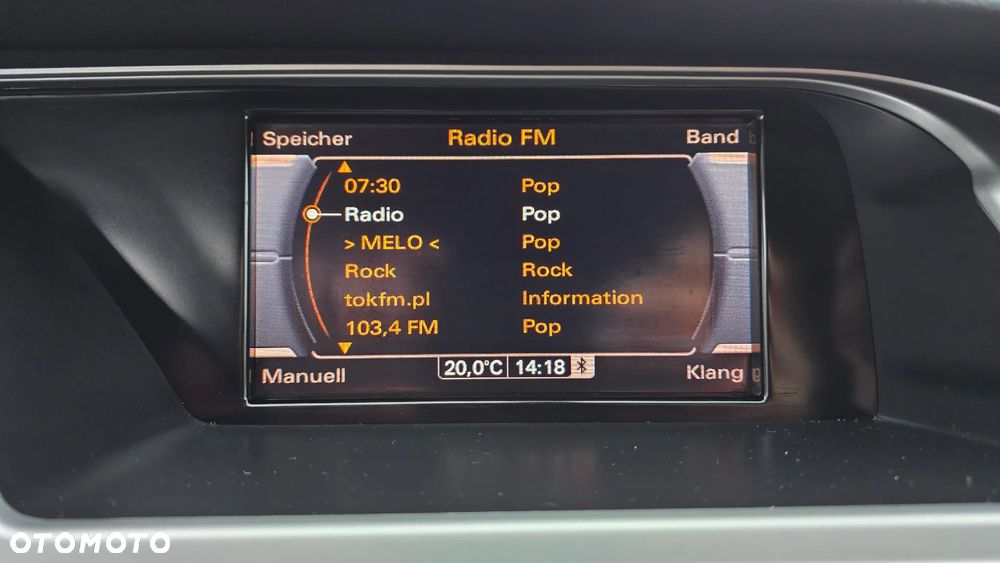 Speicher Radio FM Band
07:30 Pop
Radio Pop
> MELO < Pop
Rock Rock
tokfm.pl Information
103,4 FM Pop
Manuell 20,0°C 14:18 Klang
OTOMOTO